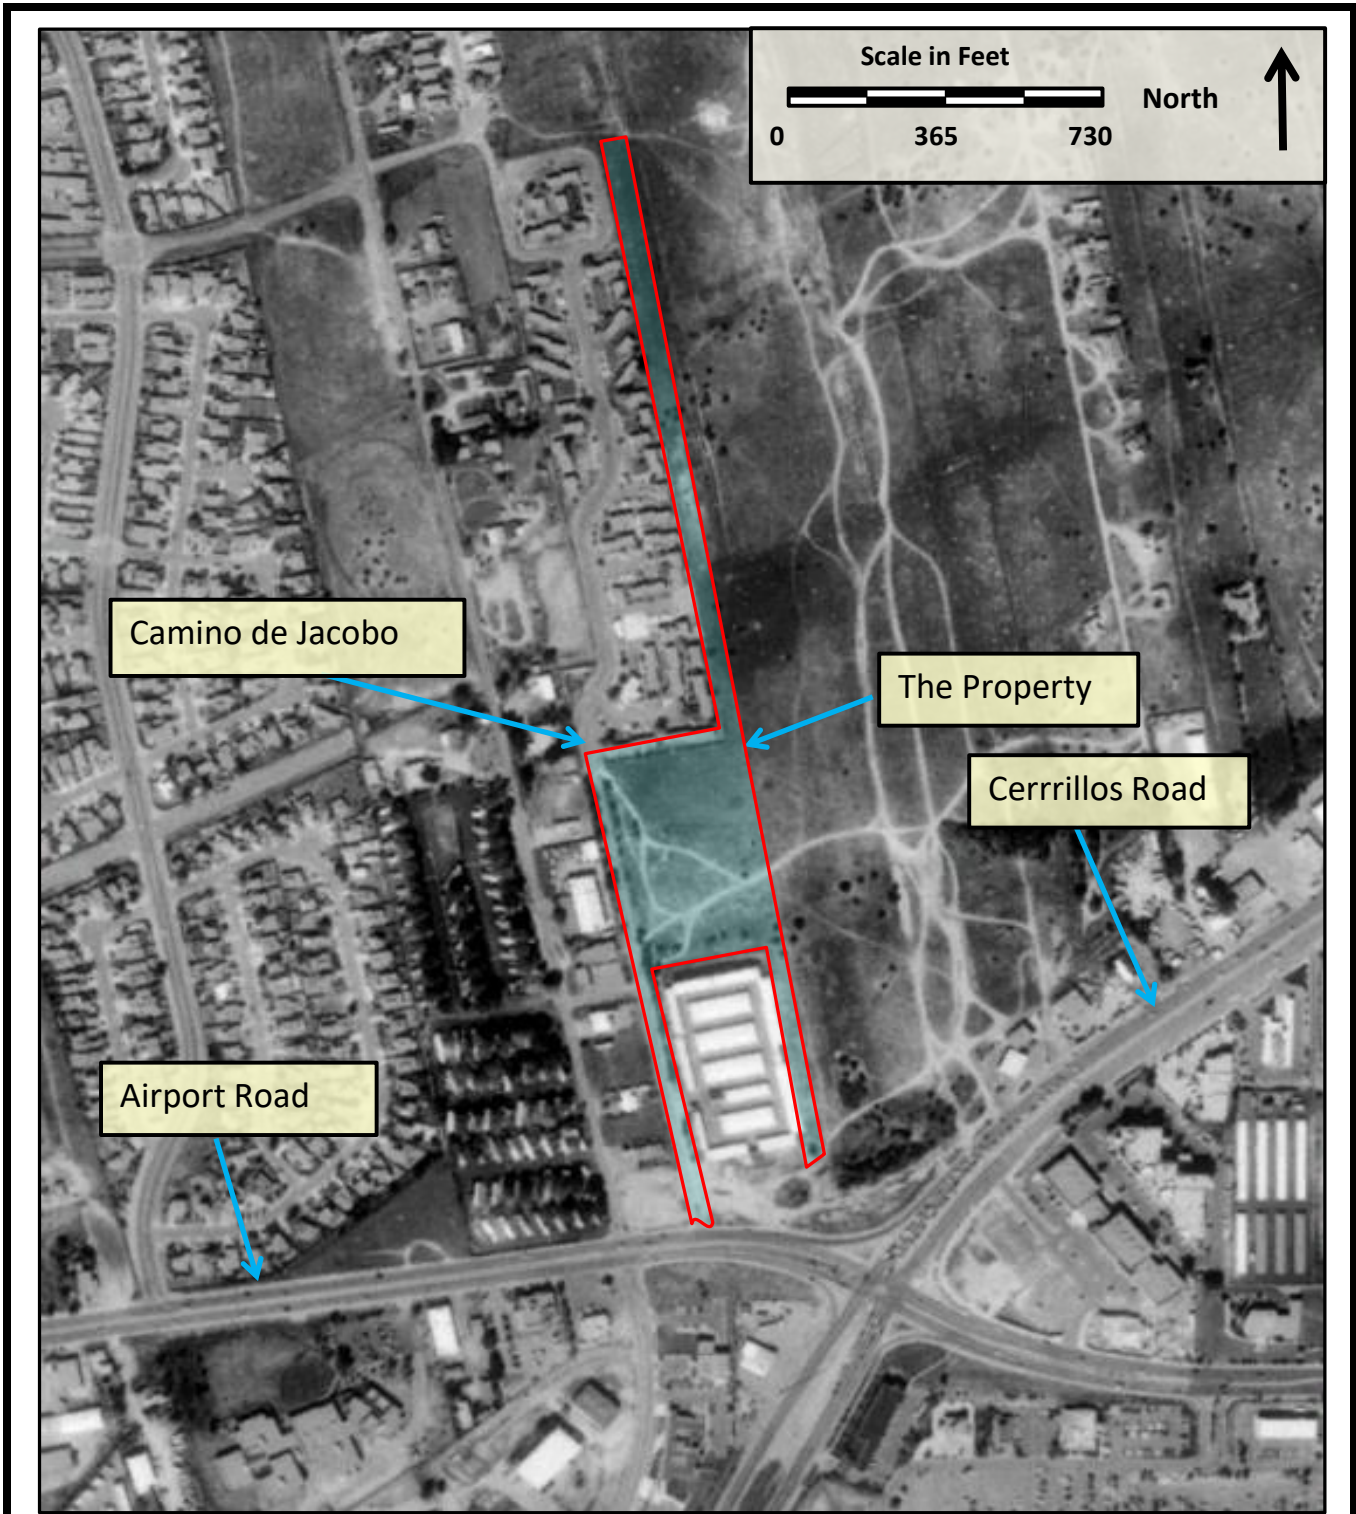 Scale in Feet
North
0 365 730
Camino de Jacobo
The Property
Cerrrillos Road
Airport Road